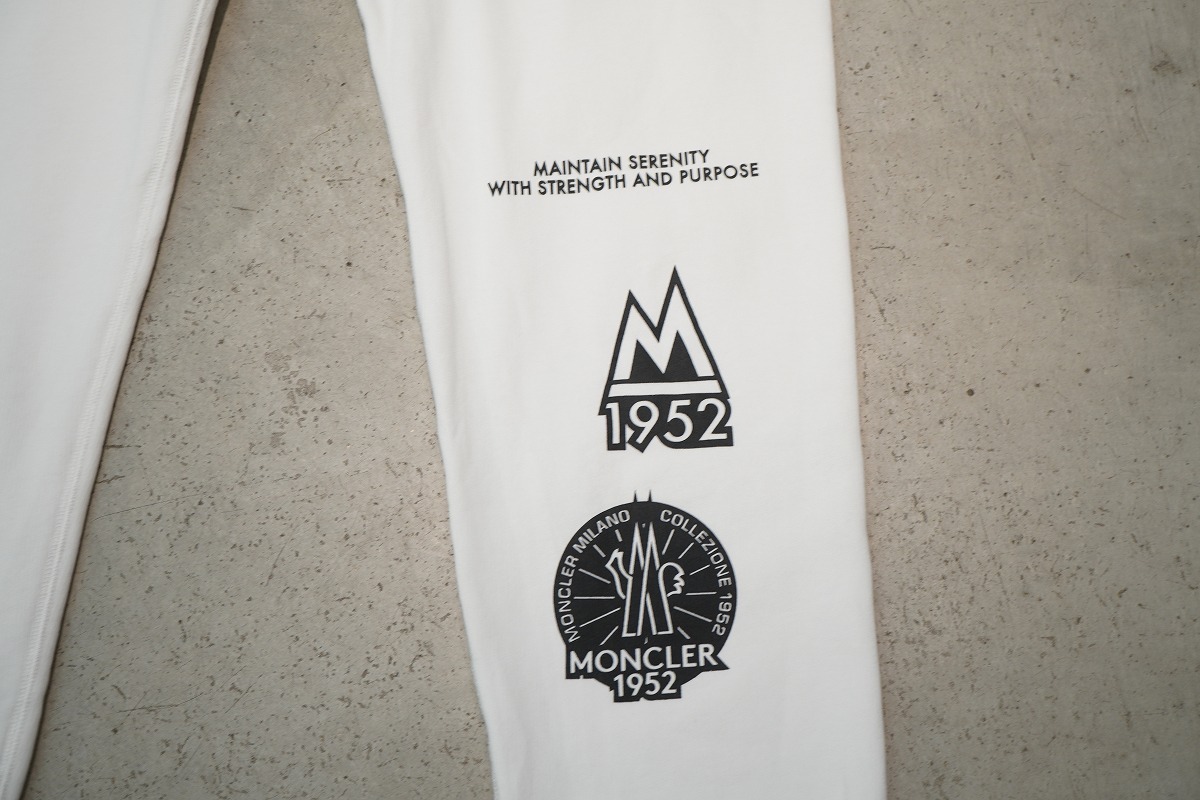 MAINTAIN SERENITY
WITH STRENGTH AND PURPOSE
M
1952
MONCLER MILANO COLLEZIONE 1952
M
MONCLER
1952